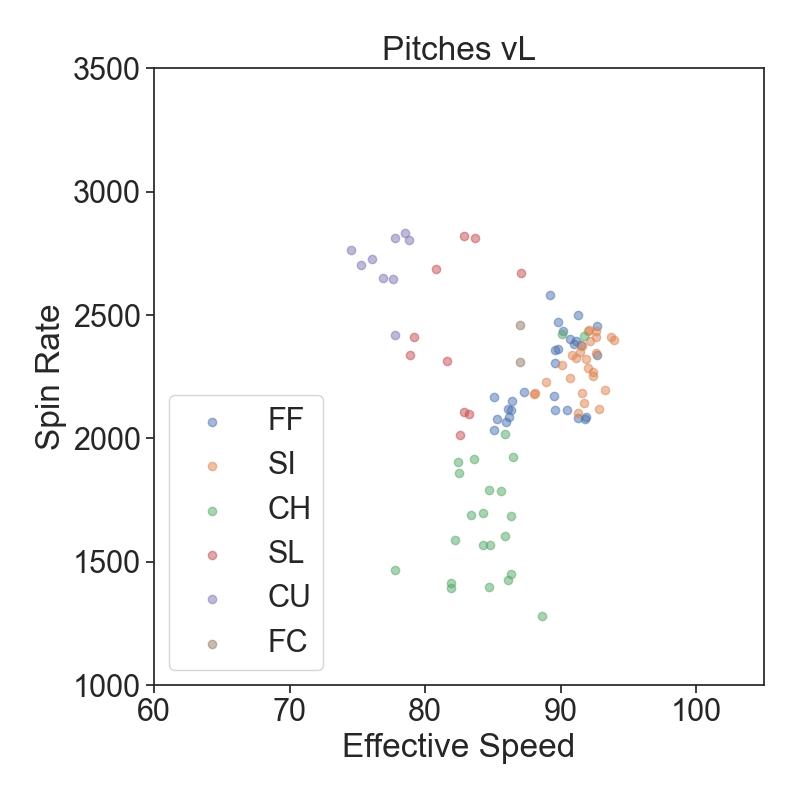 Pitches vL
3500
3000
2500
2000
1500
1000
Spin Rate
FF
SI
CH
SL
CU
FC
60 70 80 90 100
Effective Speed